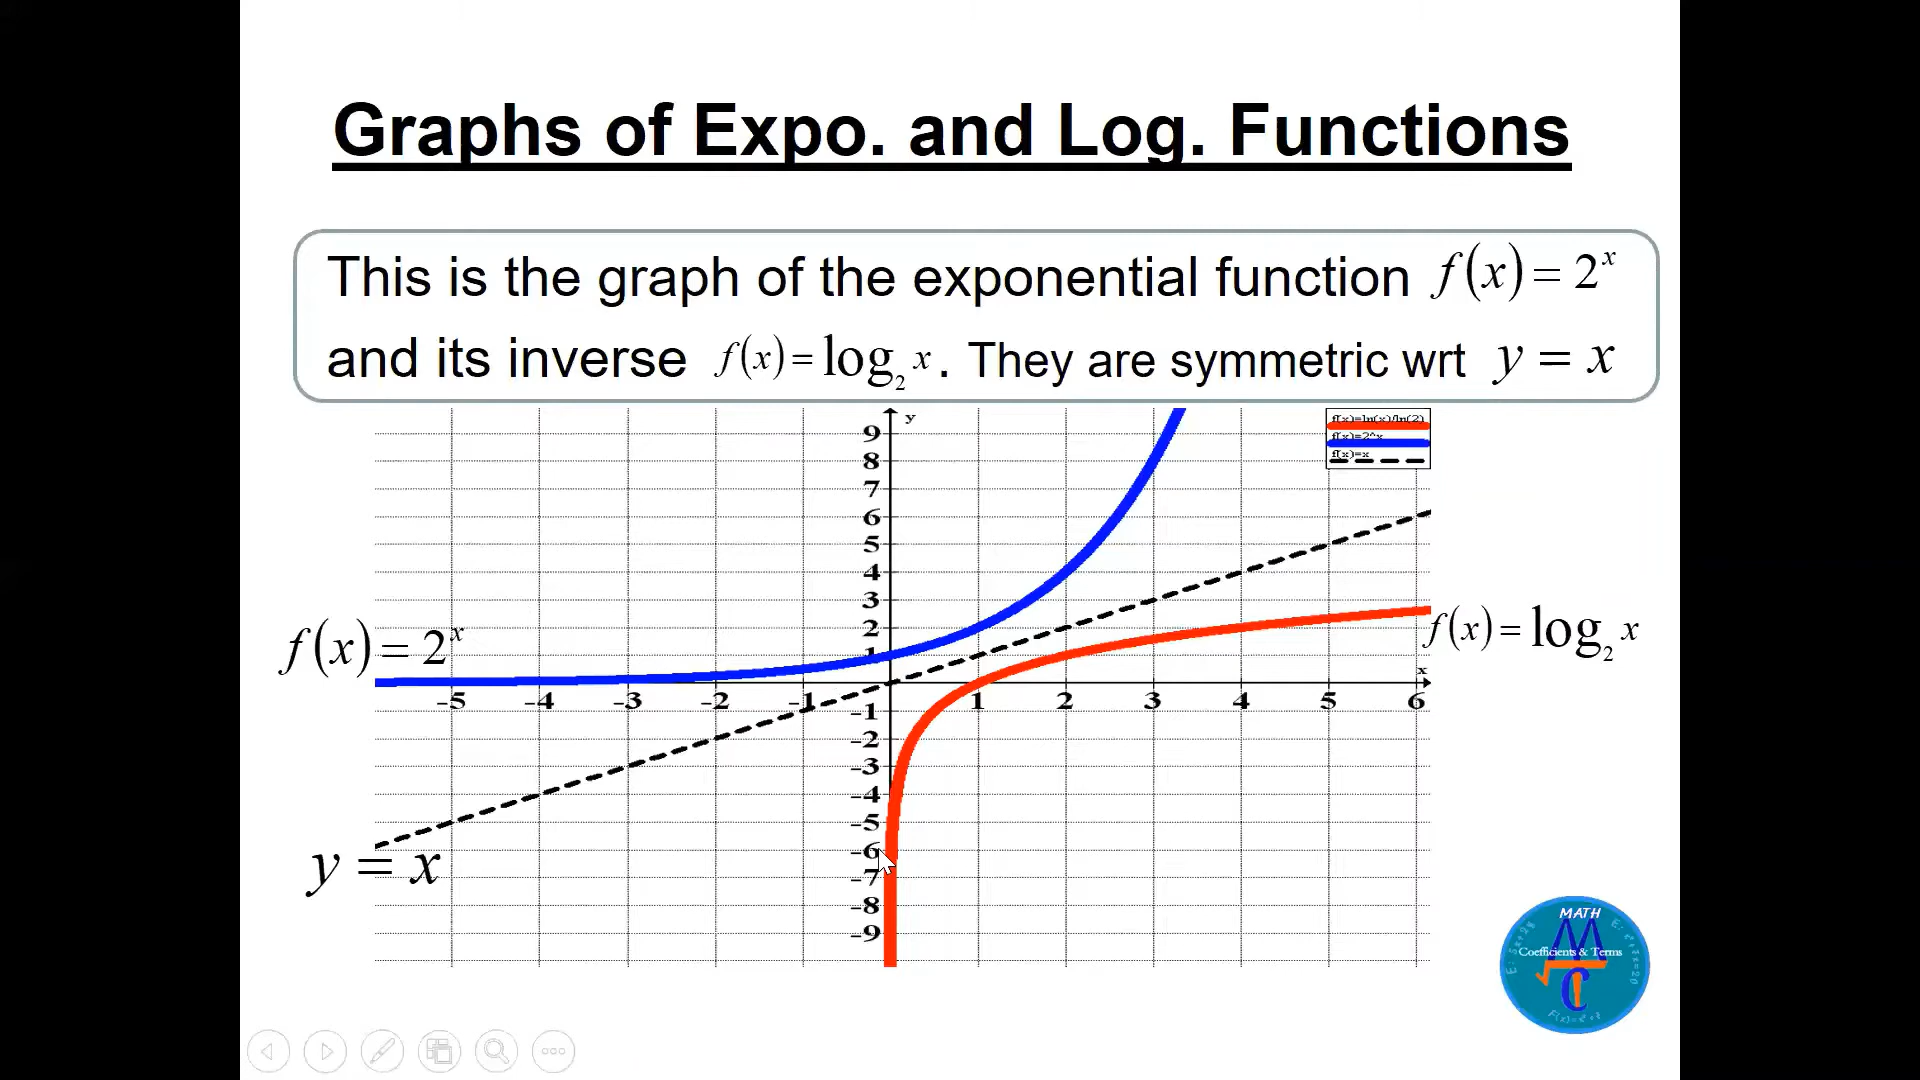 Graphs of Expo. and Log. Functions
This is the graph of the exponential function f(x) = 2^x
and its inverse f(x) = log₂ x . They are symmetric wrt y = x
y
f(x)=ln(x)/ln(2)
f(x)=2^x
f(x)=x
9
8
7
6
5
4
3
2
1
f(x) = 2^x
f(x) = log₂ x
x
-5 -4 -3 -2 -1 1 2 3 4 5 6
-1
-2
-3
-4
-5
-6
-7
-8
-9
y = x
MATH
Coefficients & Terms